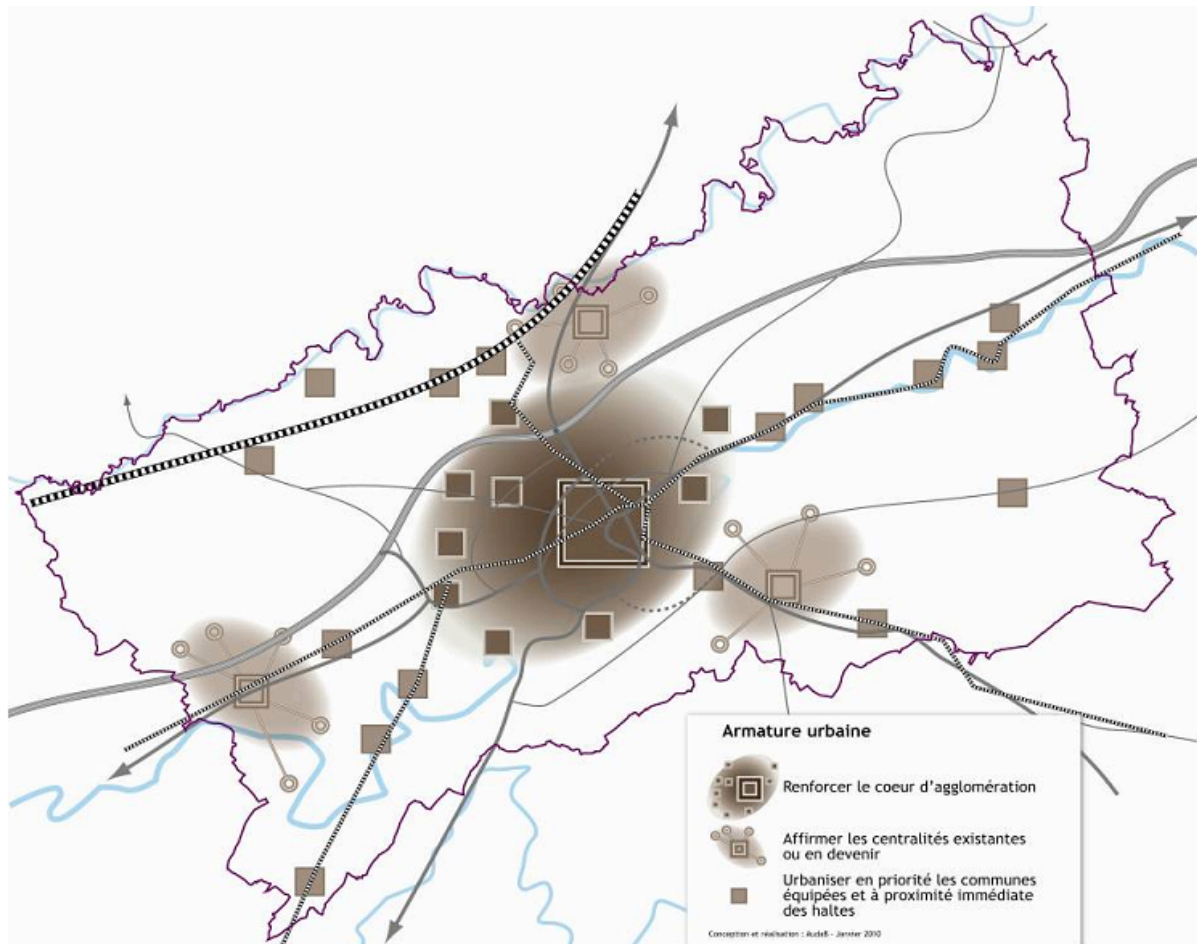 Armature urbaine
Renforcer le coeur d'agglomération
Affirmer les centralités existantes
ou en devenir
Urbaniser en priorité les communes
équipées et à proximité immédiate
des haltes
Conception et réalisation : AudaB - Janvier 2010